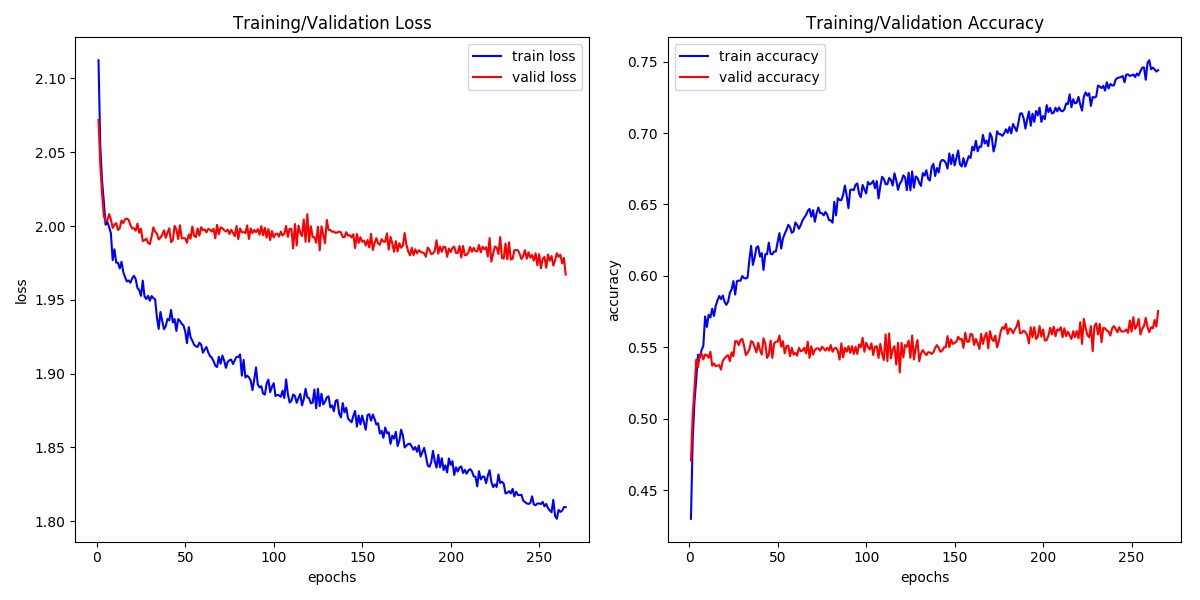 Training/Validation Loss
train loss
valid loss
2.10
2.05
2.00
1.95
1.90
1.85
1.80
loss
0
50
100
150
200
250
epochs
Training/Validation Accuracy
train accuracy
valid accuracy
0.75
0.70
0.65
0.60
0.55
0.50
0.45
accuracy
0
50
100
150
200
250
epochs